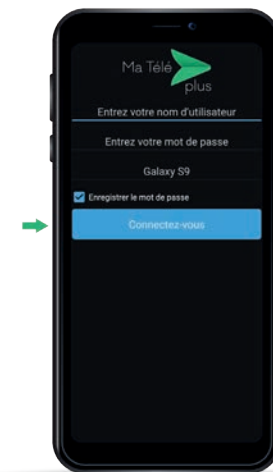 Ma Télé
plus
Entrez votre nom d'utilisateur
Entrez votre mot de passe
Galaxy S9
Enregistrer le mot de passe
Connectez-vous